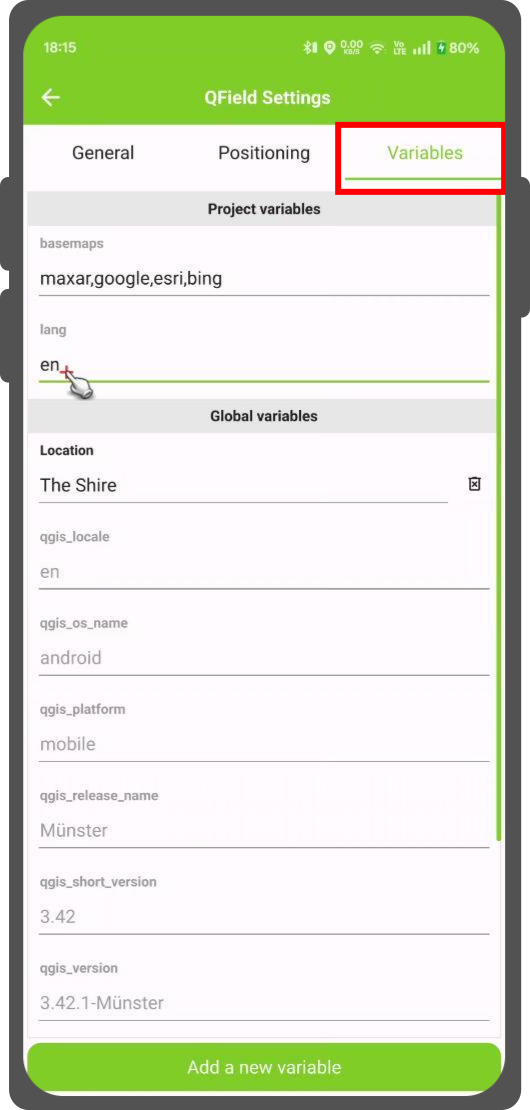 18:15 0.00 KB/S Vo LTE 80%
QField Settings
General Positioning Variables
Project variables
basemaps
maxar,google,esri,bing
lang
en
Global variables
Location
The Shire
qgis_locale
en
qgis_os_name
android
qgis_platform
mobile
qgis_release_name
Münster
qgis_short_version
3.42
qgis_version
3.42.1-Münster
Add a new variable